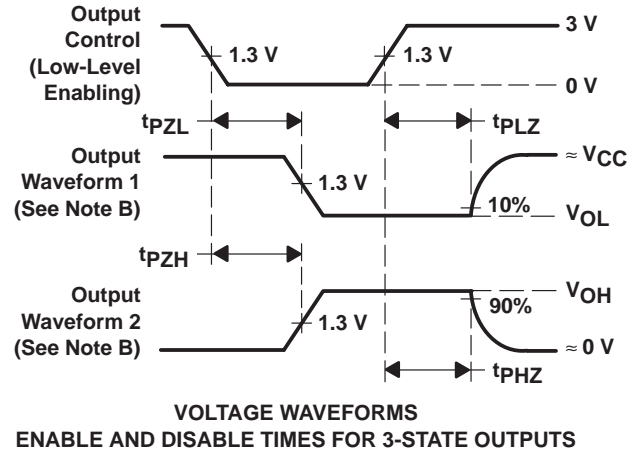 Output
Control
(Low-Level
Enabling)
1.3 V
1.3 V
3 V
0 V
tPZL
tPLZ
Output
Waveform 1
(See Note B)
1.3 V
≈ VCC
10%
VOL
tPZH
Output
Waveform 2
(See Note B)
1.3 V
VOH
90%
≈ 0 V
tPHZ
VOLTAGE WAVEFORMS
ENABLE AND DISABLE TIMES FOR 3-STATE OUTPUTS